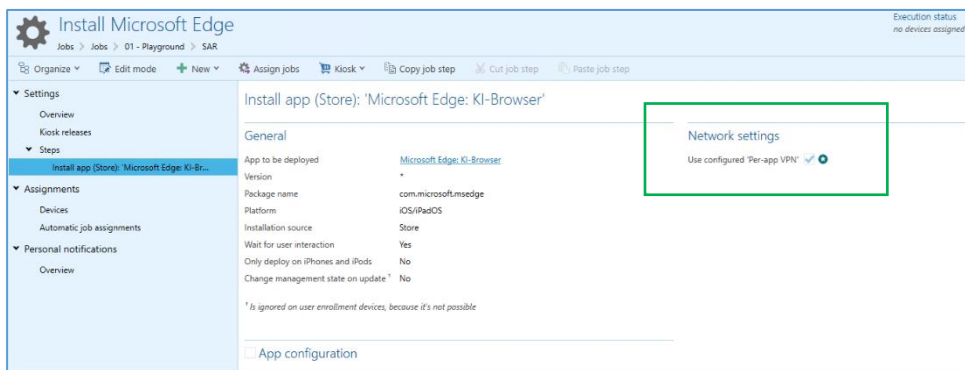 Install Microsoft Edge
Jobs > Jobs > 01 - Playground > SAR
Execution status
no devices assigned
Organize
Edit mode
New
Assign jobs
Kiosk
Copy job step
Cut job step
Paste job step
Settings
Overview
Kiosk releases
Steps
Install app (Store): 'Microsoft Edge: KI-Br...
Assignments
Devices
Automatic job assignments
Personal notifications
Overview
Install app (Store): 'Microsoft Edge: KI-Browser'
General
App to be deployed Microsoft Edge: KI-Browser
Version *
Package name com.microsoft.msedge
Platform iOS/iPadOS
Installation source Store
Wait for user interaction Yes
Only deploy on iPhones and iPods No
Change management state on update † No
† Is ignored on user enrollment devices, because it's not possible
App configuration
Network settings
Use configured 'Per-app VPN'